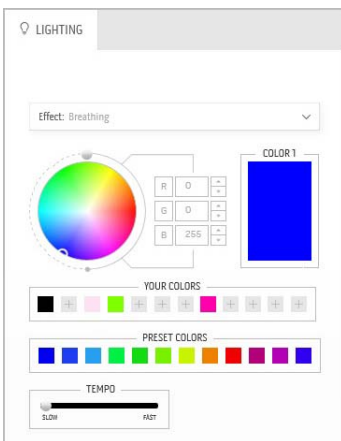 LIGHTING
Effect: Breathing
COLOR 1
R 0
G 0
B 255
YOUR COLORS
PRESET COLORS
TEMPO
SLOW FAST